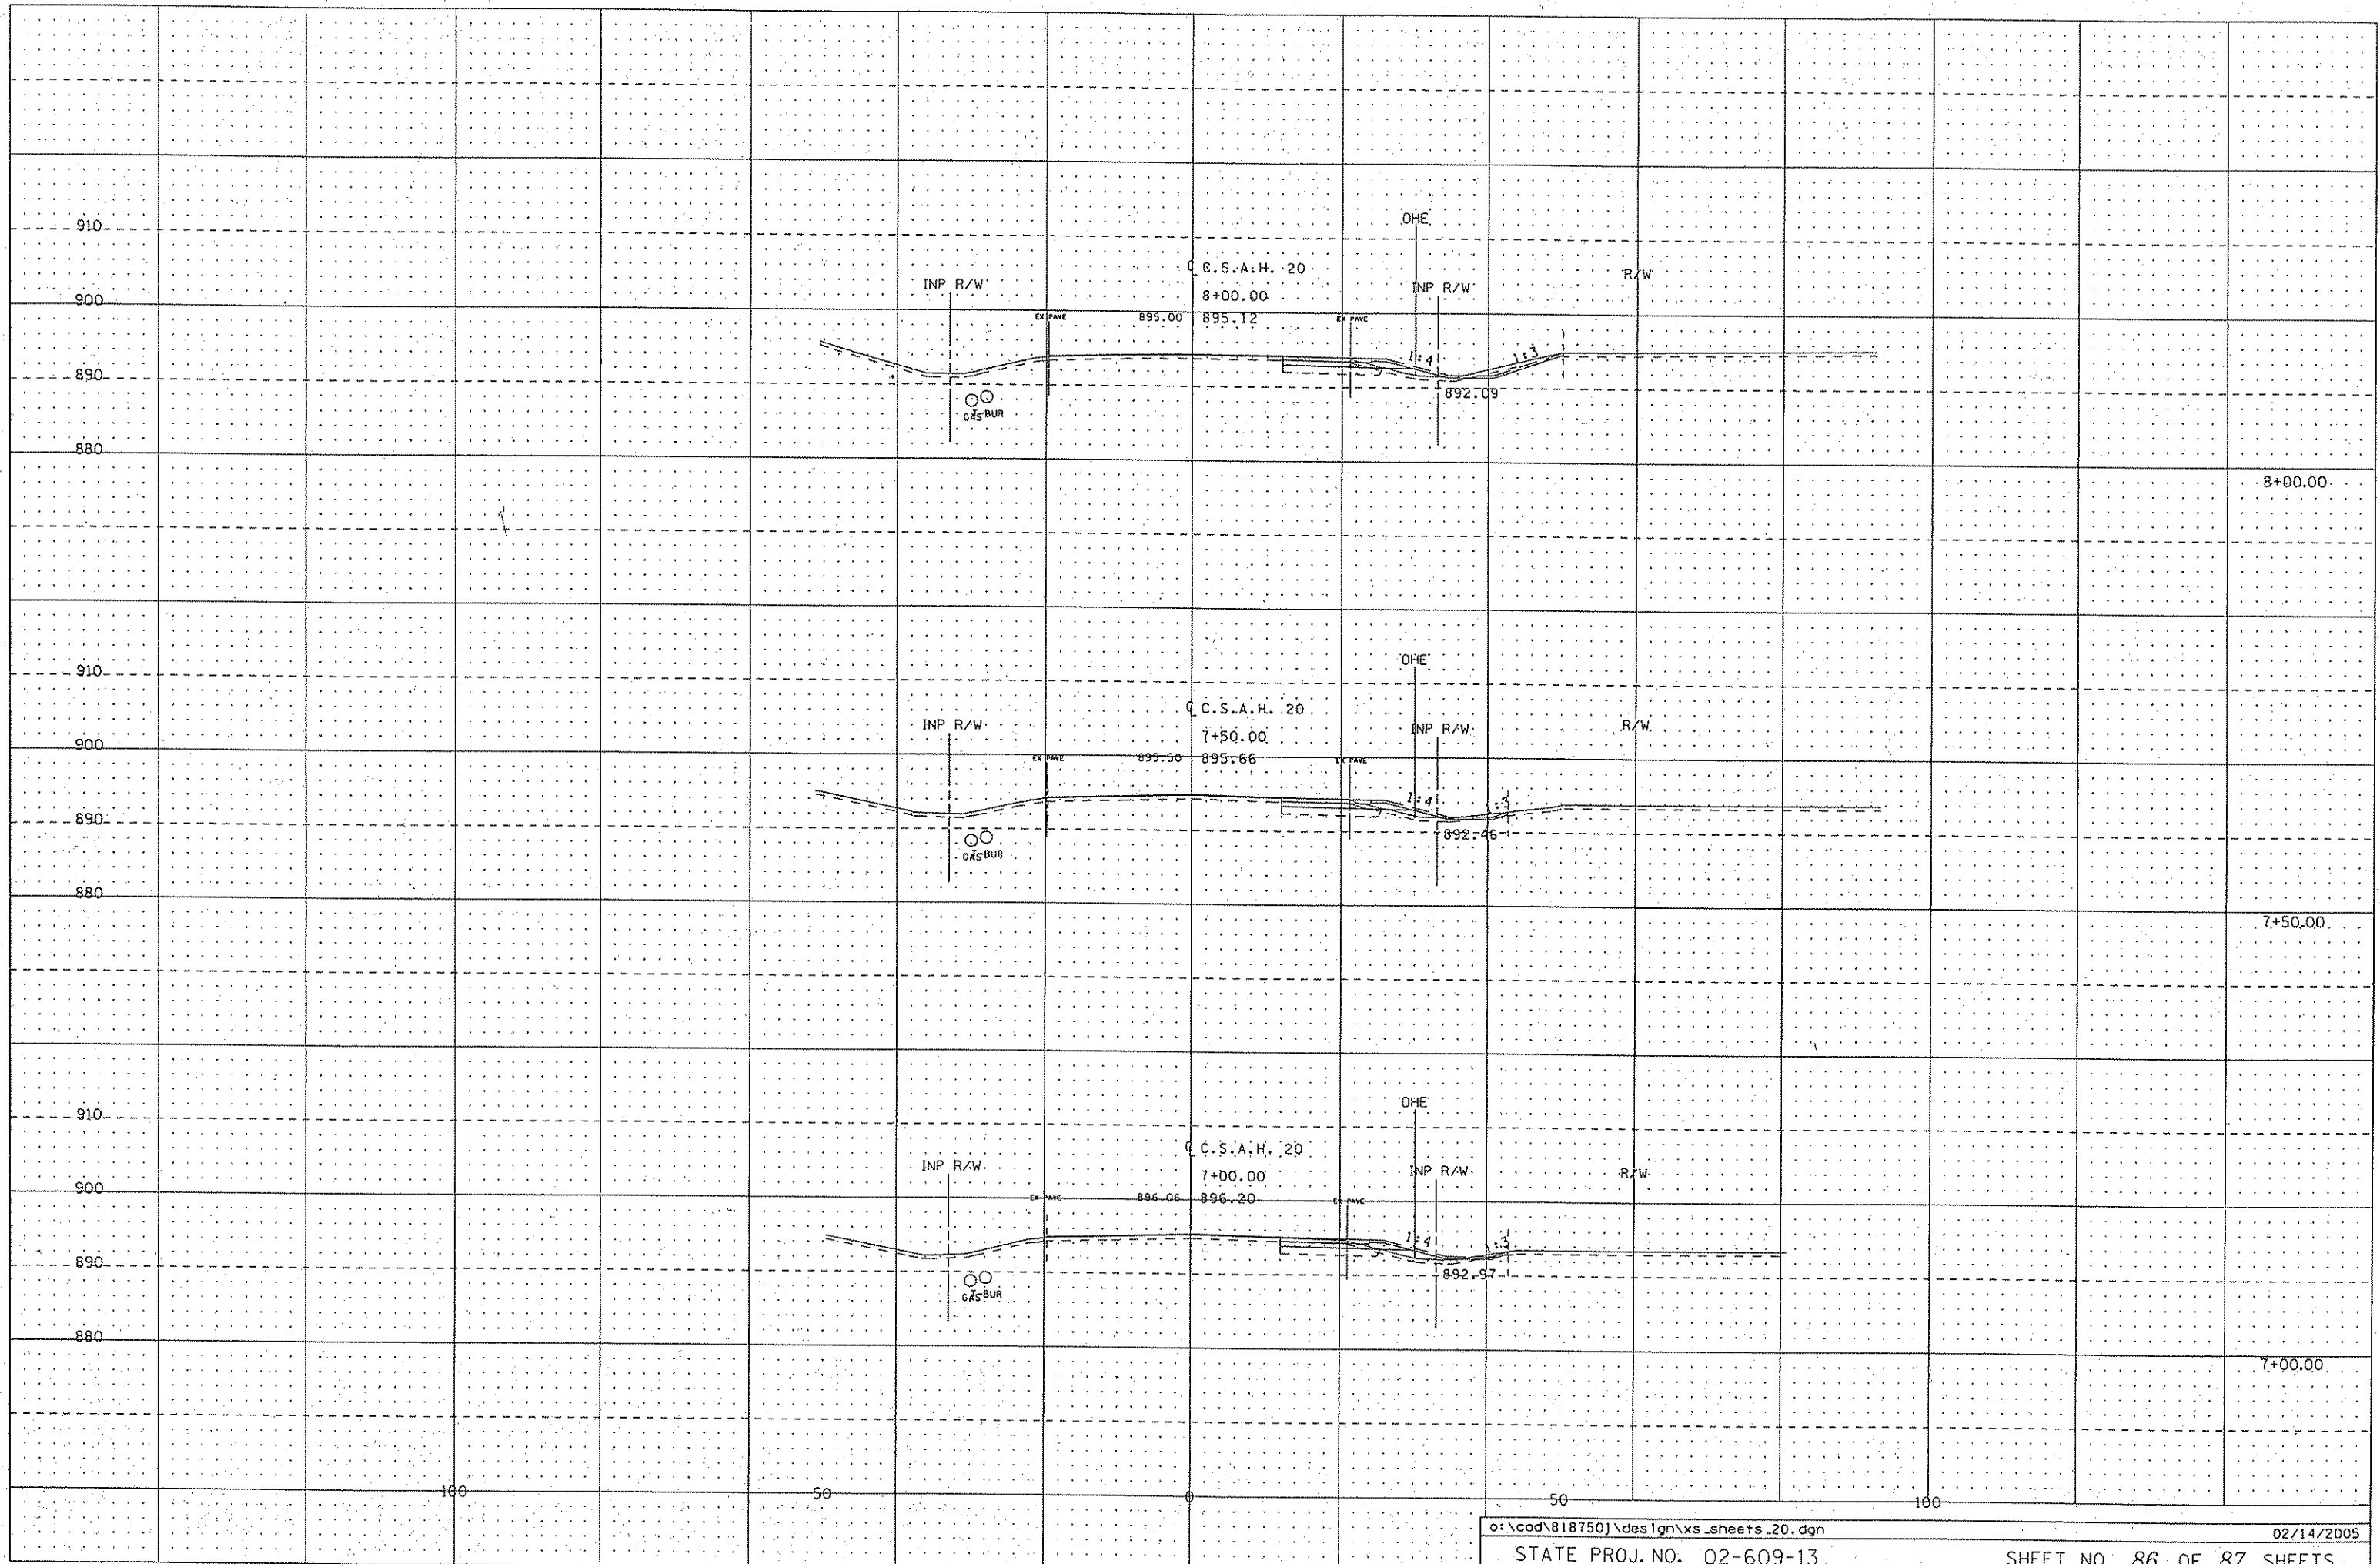 910
OHE
℄ C.S.A.H. 20
INP R/W
R/W
900
8+00.00
INP R/W
EX PAVE
895.00
895.12
EX PAVE
1:4
1:3
890
892.09
GAS
T-BUR
880
8+00.00
910
OHE
℄ C.S.A.H. 20
INP R/W
INP R/W
R/W
900
7+50.00
EX PAVE
895.50
895.66
EX PAVE
1:4
1:3
890
892.46
GAS
T-BUR
880
7+50.00
910
OHE
℄ C.S.A.H. 20
INP R/W
INP R/W
R/W
900
7+00.00
EX PAVE
896.06
896.20
EX PAVE
1:4
1:3
890
892.97
GAS
T-BUR
880
7+00.00
100
50
0
50
100
o:\cad\818750j\design\xs_sheets_20.dgn
02/14/2005
STATE PROJ. NO. 02-609-13
SHEET NO. 86 OF 87 SHEETS